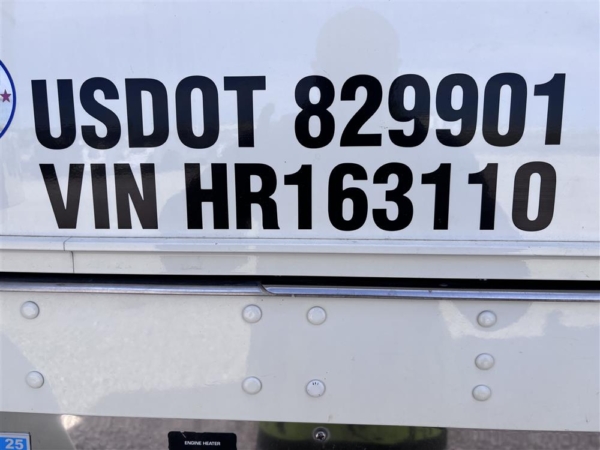 USDOT 829901
VIN HR163110
25
ENGINE HEATER